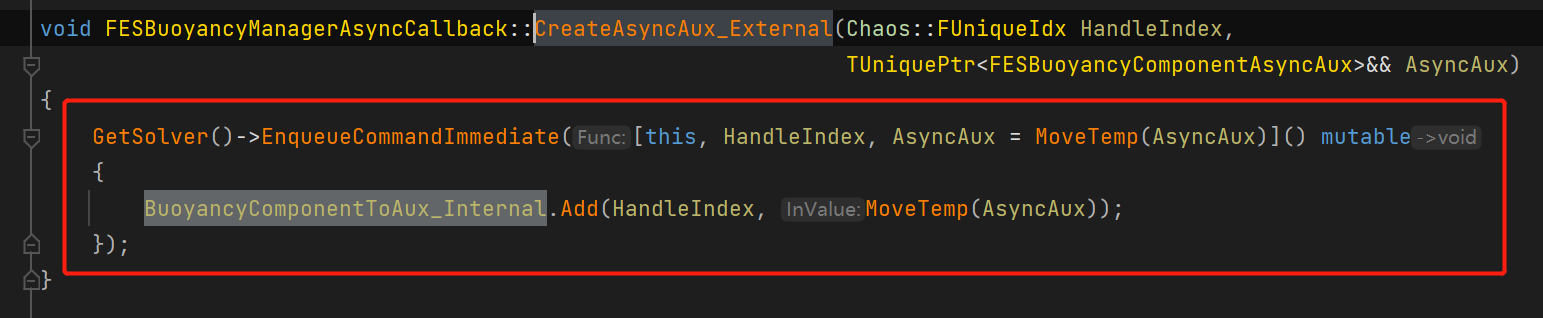 void FESBuoyancyManagerAsyncCallback::CreateAsyncAux_External(Chaos::FUniqueIdx HandleIndex,
TUniquePtr<FESBuoyancyComponentAsyncAux>&& AsyncAux)
{
GetSolver()->EnqueueCommandImmediate(Func:[this, HandleIndex, AsyncAux = MoveTemp(AsyncAux)]() mutable->void
{
BuoyancyComponentToAux_Internal.Add(HandleIndex, InValue:MoveTemp(AsyncAux));
});
}